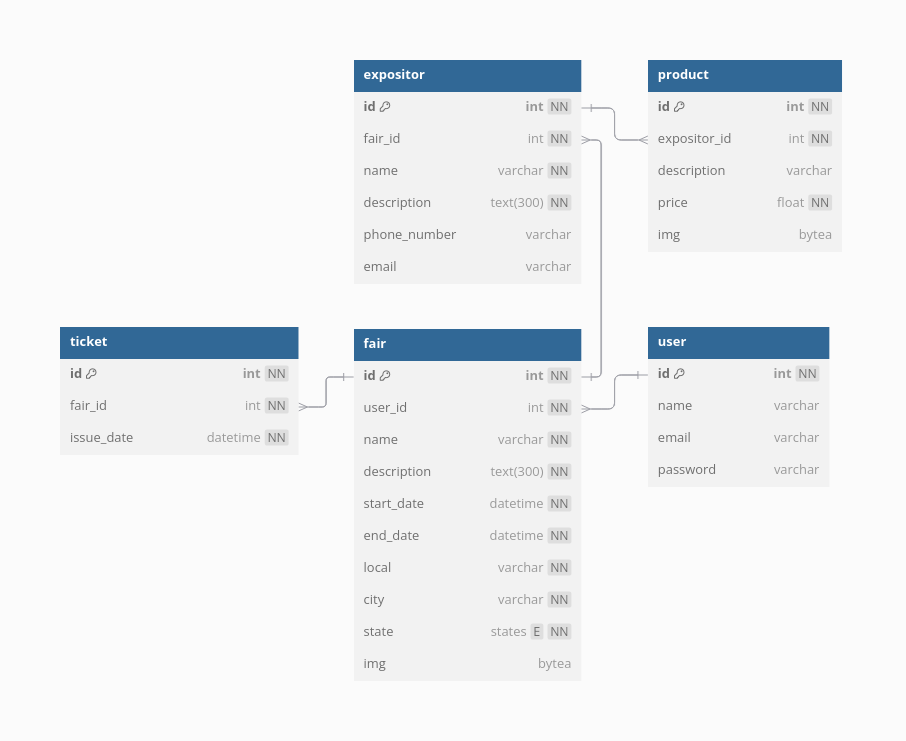 expositor
id int NN
fair_id int NN
name varchar NN
description text(300) NN
phone_number varchar
email varchar
product
id int NN
expositor_id int NN
description varchar
price float NN
img bytea
ticket
id int NN
fair_id int NN
issue_date datetime NN
fair
id int NN
user_id int NN
name varchar NN
description text(300) NN
start_date datetime NN
end_date datetime NN
local varchar NN
city varchar NN
state states E NN
img bytea
user
id int NN
name varchar
email varchar
password varchar